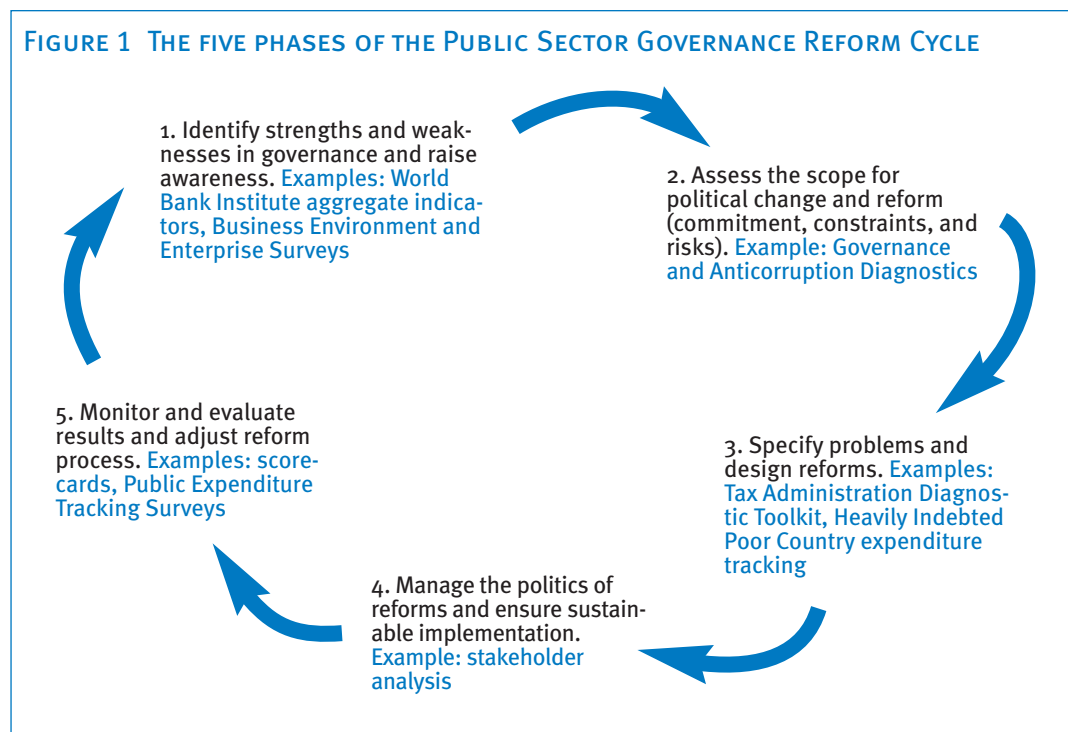 FIGURE 1 THE FIVE PHASES OF THE PUBLIC SECTOR GOVERNANCE REFORM CYCLE
1. Identify strengths and weak-
nesses in governance and raise
awareness. Examples: World
Bank Institute aggregate indica-
tors, Business Environment and
Enterprise Surveys
2. Assess the scope for
political change and reform
(commitment, constraints, and
risks). Example: Governance
and Anticorruption Diagnostics
3. Specify problems and
design reforms. Examples:
Tax Administration Diagnos-
tic Toolkit, Heavily Indebted
Poor Country expenditure
tracking
4. Manage the politics of
reforms and ensure sustain-
able implementation.
Example: stakeholder
analysis
5. Monitor and evaluate
results and adjust reform
process. Examples: score-
cards, Public Expenditure
Tracking Surveys